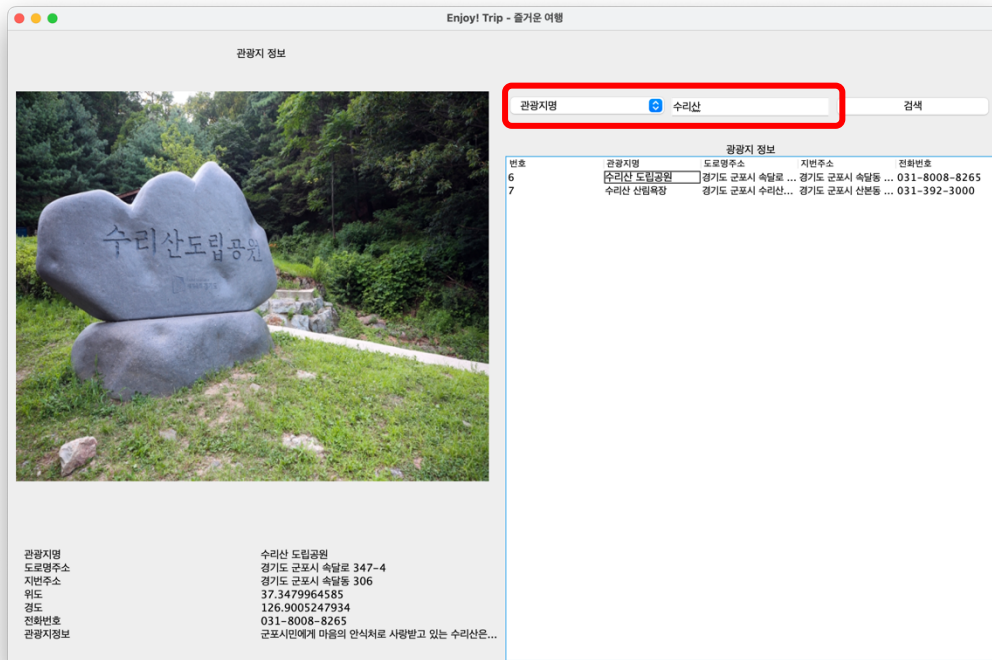 Enjoy! Trip - 즐거운 여행
관광지 정보
수리산도립공원
관광지명
도로명주소
지번주소
위도
경도
전화번호
관광지정보
수리산 도립공원
경기도 군포시 속달로 347-4
경기도 군포시 속달동 306
37.3479964585
126.9005247934
031-8008-8265
군포시민에게 마음의 안식처로 사랑받고 있는 수리산은...
관광지명 수리산 검색
광광지 정보
번호 관광지명 도로명주소 지번주소 전화번호
6 수리산 도립공원 경기도 군포시 속달로 ... 경기도 군포시 속달동 ... 031-8008-8265
7 수리산 산림욕장 경기도 군포시 수리산... 경기도 군포시 산본동 ... 031-392-3000